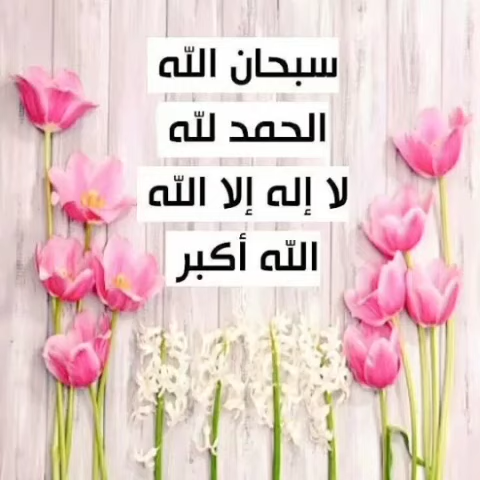 سبحان الله
الحمد لله
لا إله إلا الله
الله أكبر